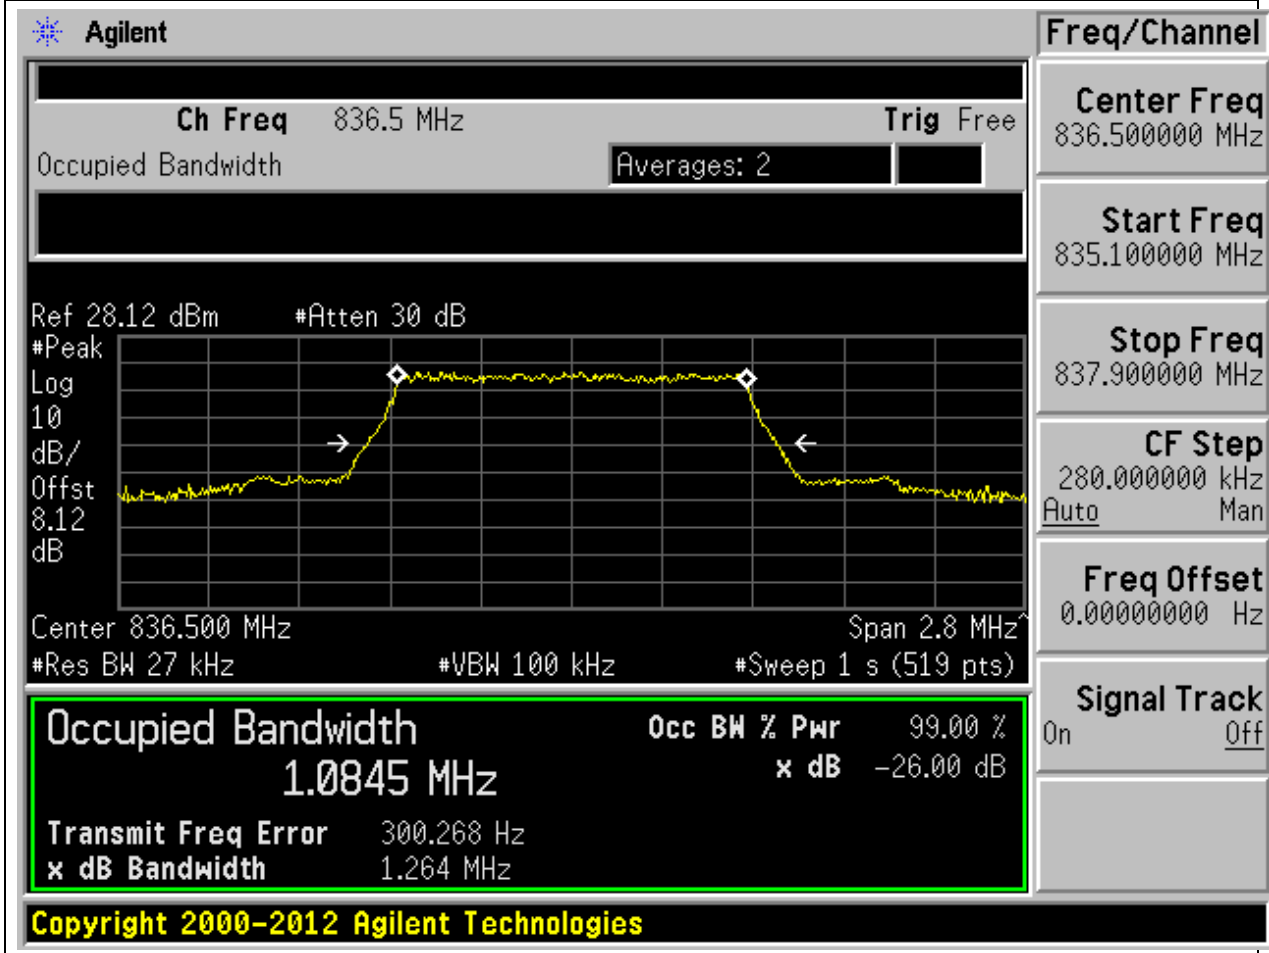 Agilent
Freq/Channel
Ch Freq 836.5 MHz Trig Free
Occupied Bandwidth Averages: 2
Center Freq
836.500000 MHz
Start Freq
835.100000 MHz
Stop Freq
837.900000 MHz
CF Step
280.000000 kHz
Auto Man
Freq Offset
0.00000000 Hz
Signal Track
On Off
Ref 28.12 dBm #Atten 30 dB
#Peak
Log
10
dB/
Offst
8.12
dB
Center 836.500 MHz Span 2.8 MHz^
#Res BW 27 kHz #VBW 100 kHz #Sweep 1 s (519 pts)
Occupied Bandwidth Occ BW % Pwr 99.00 %
1.0845 MHz x dB -26.00 dB
Transmit Freq Error 300.268 Hz
x dB Bandwidth 1.264 MHz
Copyright 2000-2012 Agilent Technologies